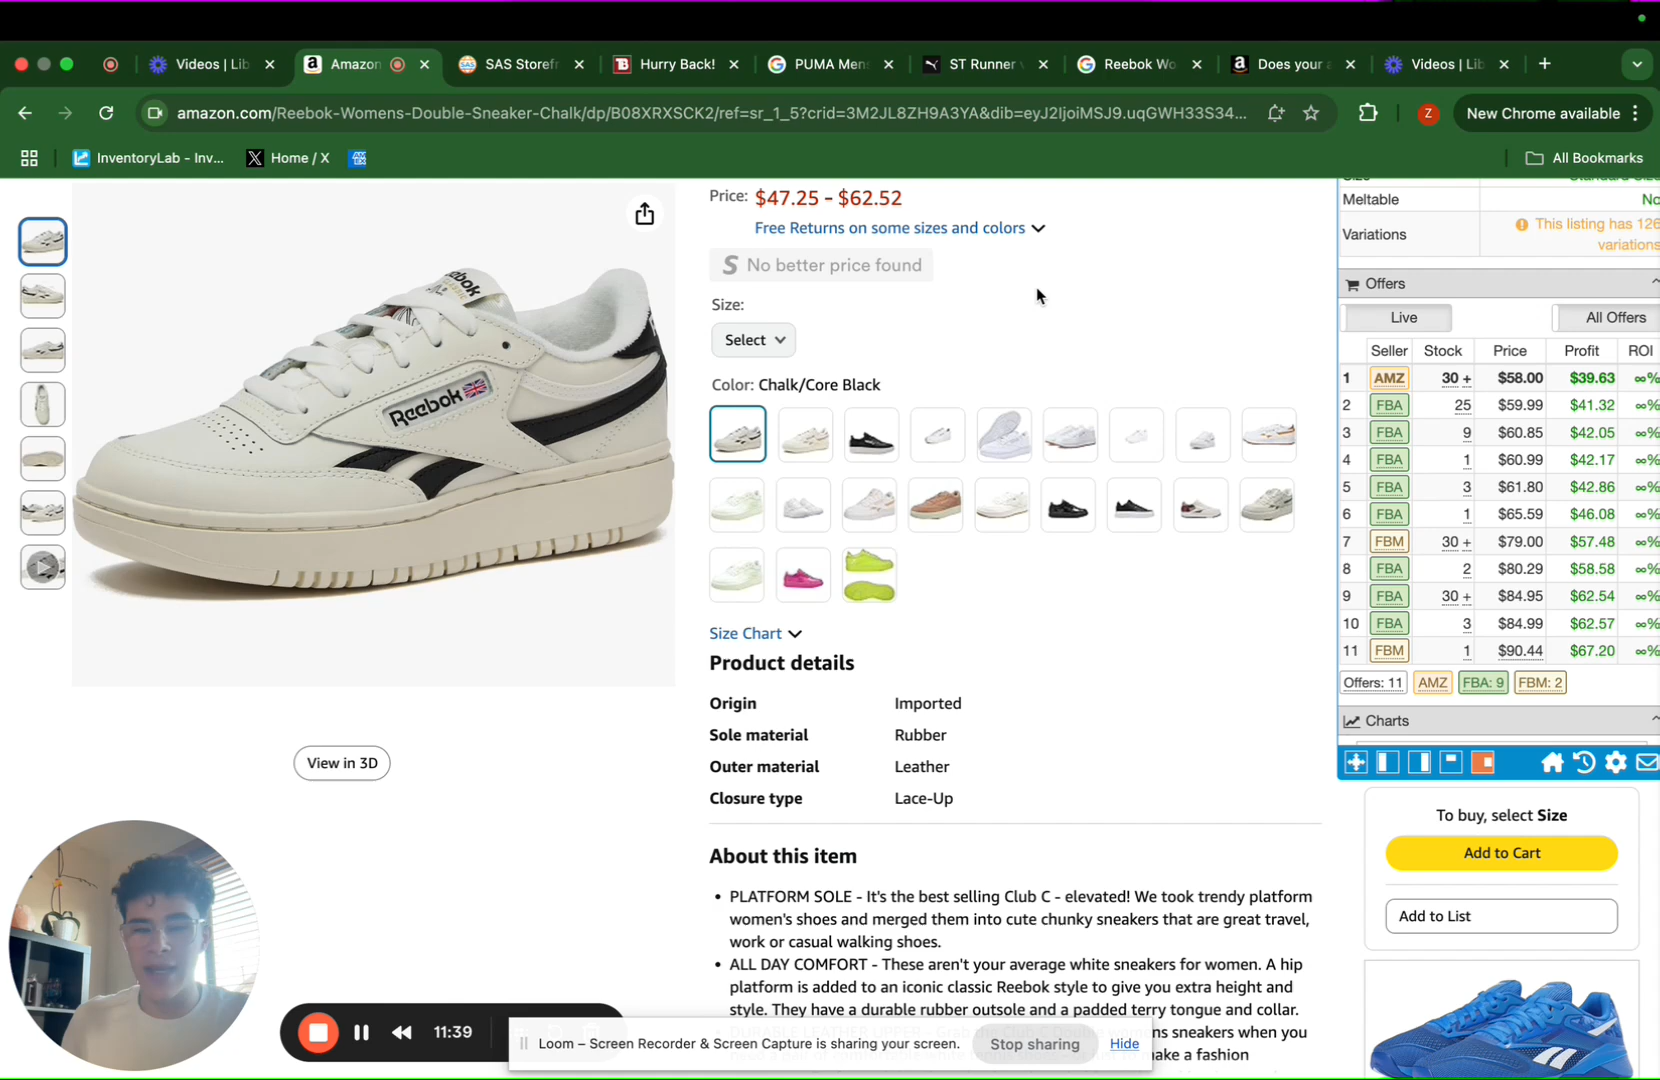 Videos | Lib
Amazon
SAS Storefr
Hurry Back!
PUMA Men
ST Runner
Reebok Wo
Does your a
Videos | Lib
amazon.com/Reebok-Womens-Double-Sneaker-Chalk/dp/B08XRXSCK2/ref=sr_1_5?crid=3M2JL8ZH9A3YA&dib=eyJ2IjoiMSJ9.uqGWH33S34...
Z
New Chrome available
InventoryLab - Inv...
Home / X
All Bookmarks
Price: $47.25 - $62.52
Free Returns on some sizes and colors
S No better price found
Size:
Select
Color: Chalk/Core Black
Reebok
Size Chart
Product details
Origin Imported
Sole material Rubber
Outer material Leather
Closure type Lace-Up
View in 3D
About this item
• PLATFORM SOLE - It's the best selling Club C - elevated! We took trendy platform
women's shoes and merged them into cute chunky sneakers that are great travel,
work or casual walking shoes.
• ALL DAY COMFORT - These aren't your average white sneakers for women. A hip
platform is added to an iconic classic Reebok style to give you extra height and
style. They have a durable rubber outsole and a padded terry tongue and collar.
sneakers when you
make a fashion
Meltable No
Variations This listing has 126
variations
Offers
Live All Offers
Seller Stock Price Profit ROI
1 AMZ 30 + $58.00 $39.63 ∞%
2 FBA 25 $59.99 $41.32 ∞%
3 FBA 9 $60.85 $42.05 ∞%
4 FBA 1 $60.99 $42.17 ∞%
5 FBA 3 $61.80 $42.86 ∞%
6 FBA 1 $65.59 $46.08 ∞%
7 FBM 30 + $79.00 $57.48 ∞%
8 FBA 2 $80.29 $58.58 ∞%
9 FBA 30 + $84.95 $62.54 ∞%
10 FBA 3 $84.99 $62.57 ∞%
11 FBM 1 $90.44 $67.20 ∞%
Offers: 11 AMZ FBA: 9 FBM: 2
Charts
To buy, select Size
Add to Cart
Add to List
11:39
Loom – Screen Recorder & Screen Capture is sharing your screen.
Stop sharing
Hide